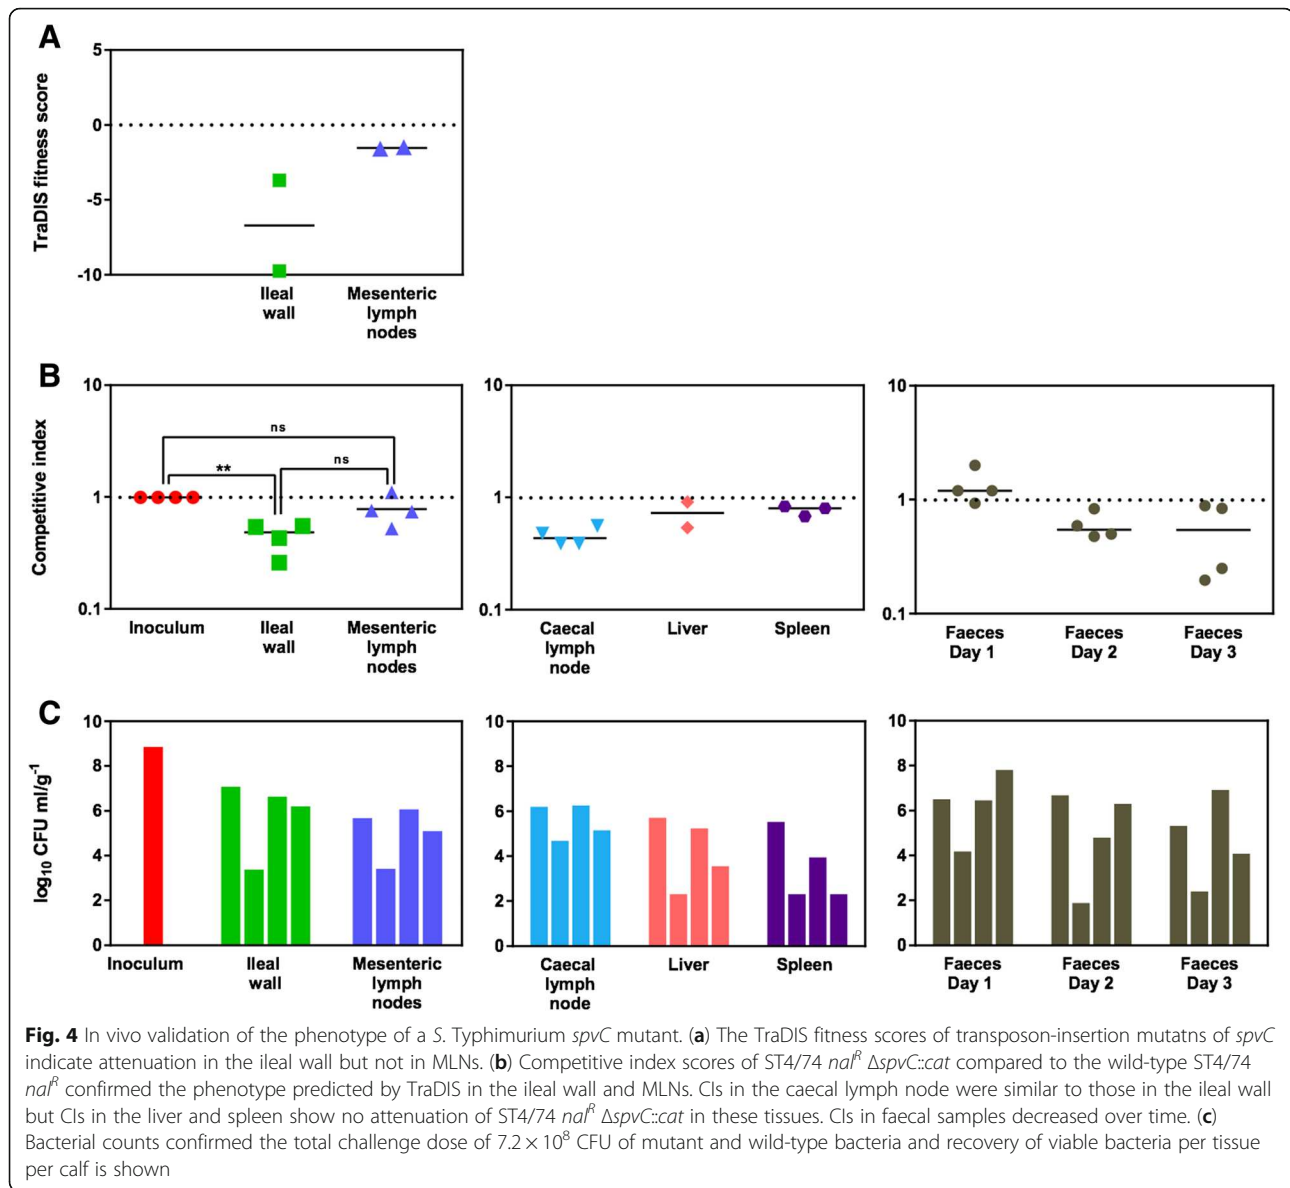 A
5
0
-5
-10
TraDIS fitness score
Ileal
wall
Mesenteric
lymph
nodes
B
10
1
0.1
Competitive index
ns
**
ns
Inoculum
Ileal
wall
Mesenteric
lymph
nodes
10
1
0.1
Caecal
lymph
node
Liver
Spleen
10
1
0.1
Faeces
Day 1
Faeces
Day 2
Faeces
Day 3
C
10
8
6
4
2
0
log₁₀ CFU ml/g⁻¹
Inoculum
Ileal
wall
Mesenteric
lymph
nodes
10
8
6
4
2
0
Caecal
lymph
node
Liver
Spleen
10
8
6
4
2
0
Faeces
Day 1
Faeces
Day 2
Faeces
Day 3
Fig. 4 In vivo validation of the phenotype of a S. Typhimurium spvC mutant. (a) The TraDIS fitness scores of transposon-insertion mutatns of spvC
indicate attenuation in the ileal wall but not in MLNs. (b) Competitive index scores of ST4/74 nalᴿ ΔspvC::cat compared to the wild-type ST4/74
nalᴿ confirmed the phenotype predicted by TraDIS in the ileal wall and MLNs. CIs in the caecal lymph node were similar to those in the ileal wall
but CIs in the liver and spleen show no attenuation of ST4/74 nalᴿ ΔspvC::cat in these tissues. CIs in faecal samples decreased over time. (c)
Bacterial counts confirmed the total challenge dose of 7.2 × 10⁸ CFU of mutant and wild-type bacteria and recovery of viable bacteria per tissue
per calf is shown